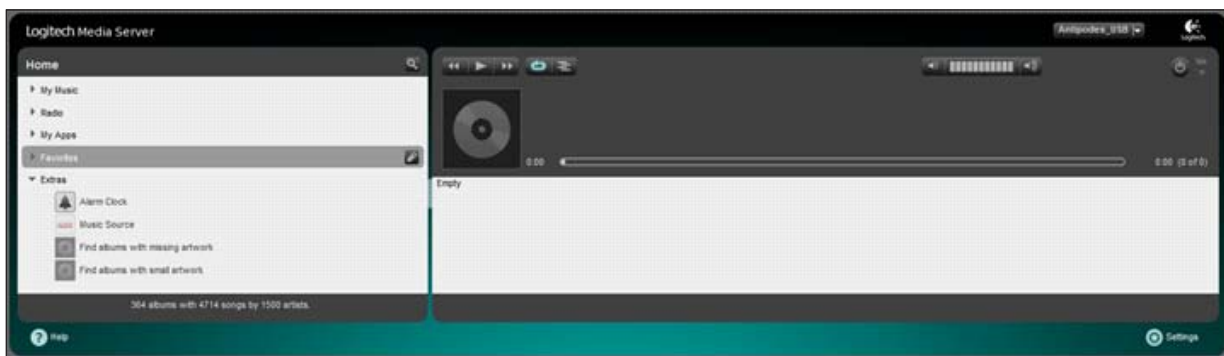 Logitech Media Server
Antipodes_USB
Logitech
Home
My Music
Radio
My Apps
Favorites
Extras
Alarm Clock
Music Source
Find albums with missing artwork
Find albums with small artwork
364 albums with 4714 songs by 1500 artists.
0:00
0:00 (0 of 0)
Empty
Help
Settings